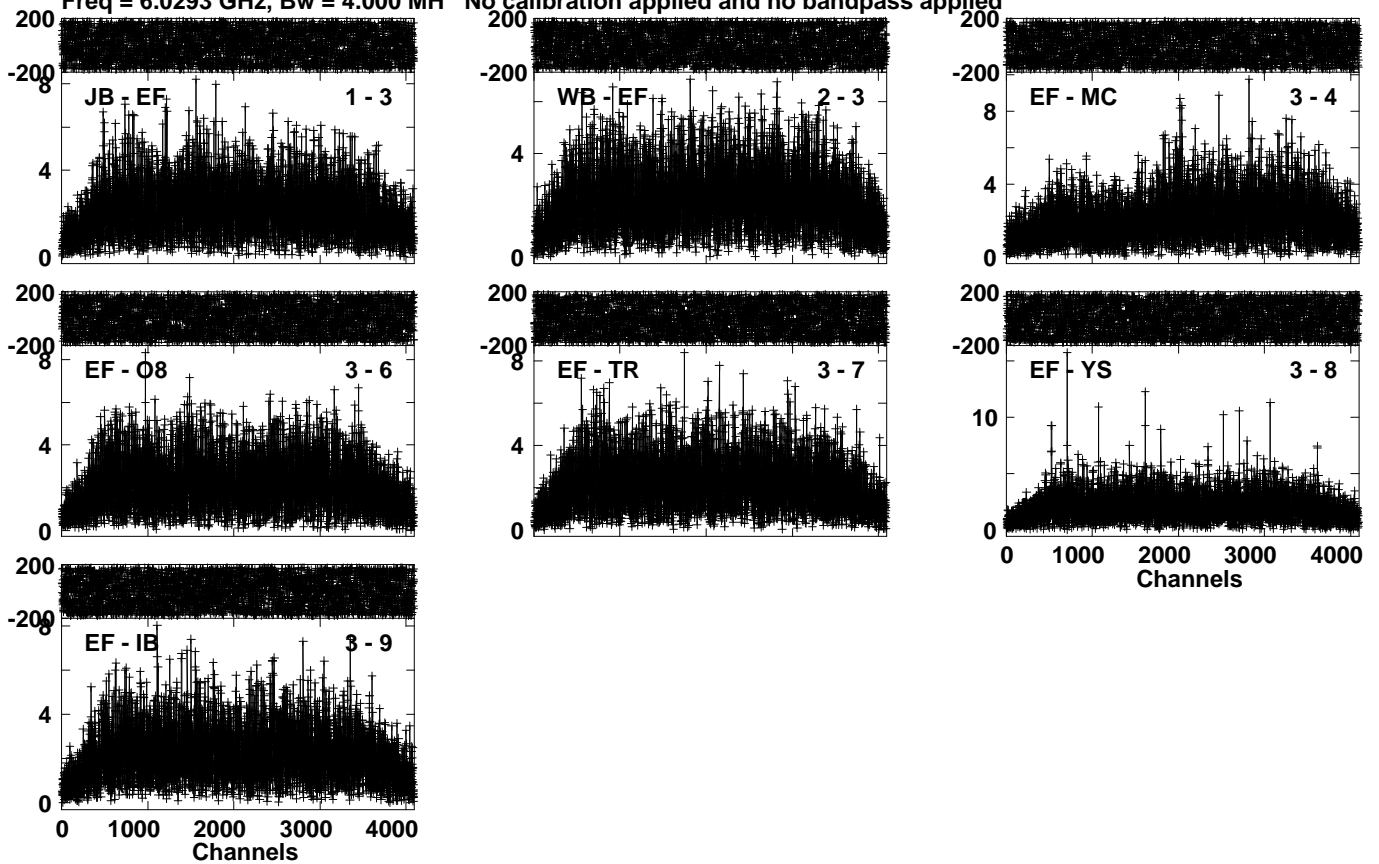 Freq = 6.0293 GHz, Bw = 4.000 MH No calibration applied and no bandpass applied
200
-200
8
4
0
JB - EF 1 - 3
200
-200
4
0
WB - EF 2 - 3
200
-200
8
4
0
EF - MC 3 - 4
200
-200
8
4
0
EF - O8 3 - 6
200
-200
8
4
0
EF - TR 3 - 7
200
-200
10
0
EF - YS 3 - 8
0 1000 2000 3000 4000
Channels
200
-200
8
4
0
EF - IB 3 - 9
0 1000 2000 3000 4000
Channels